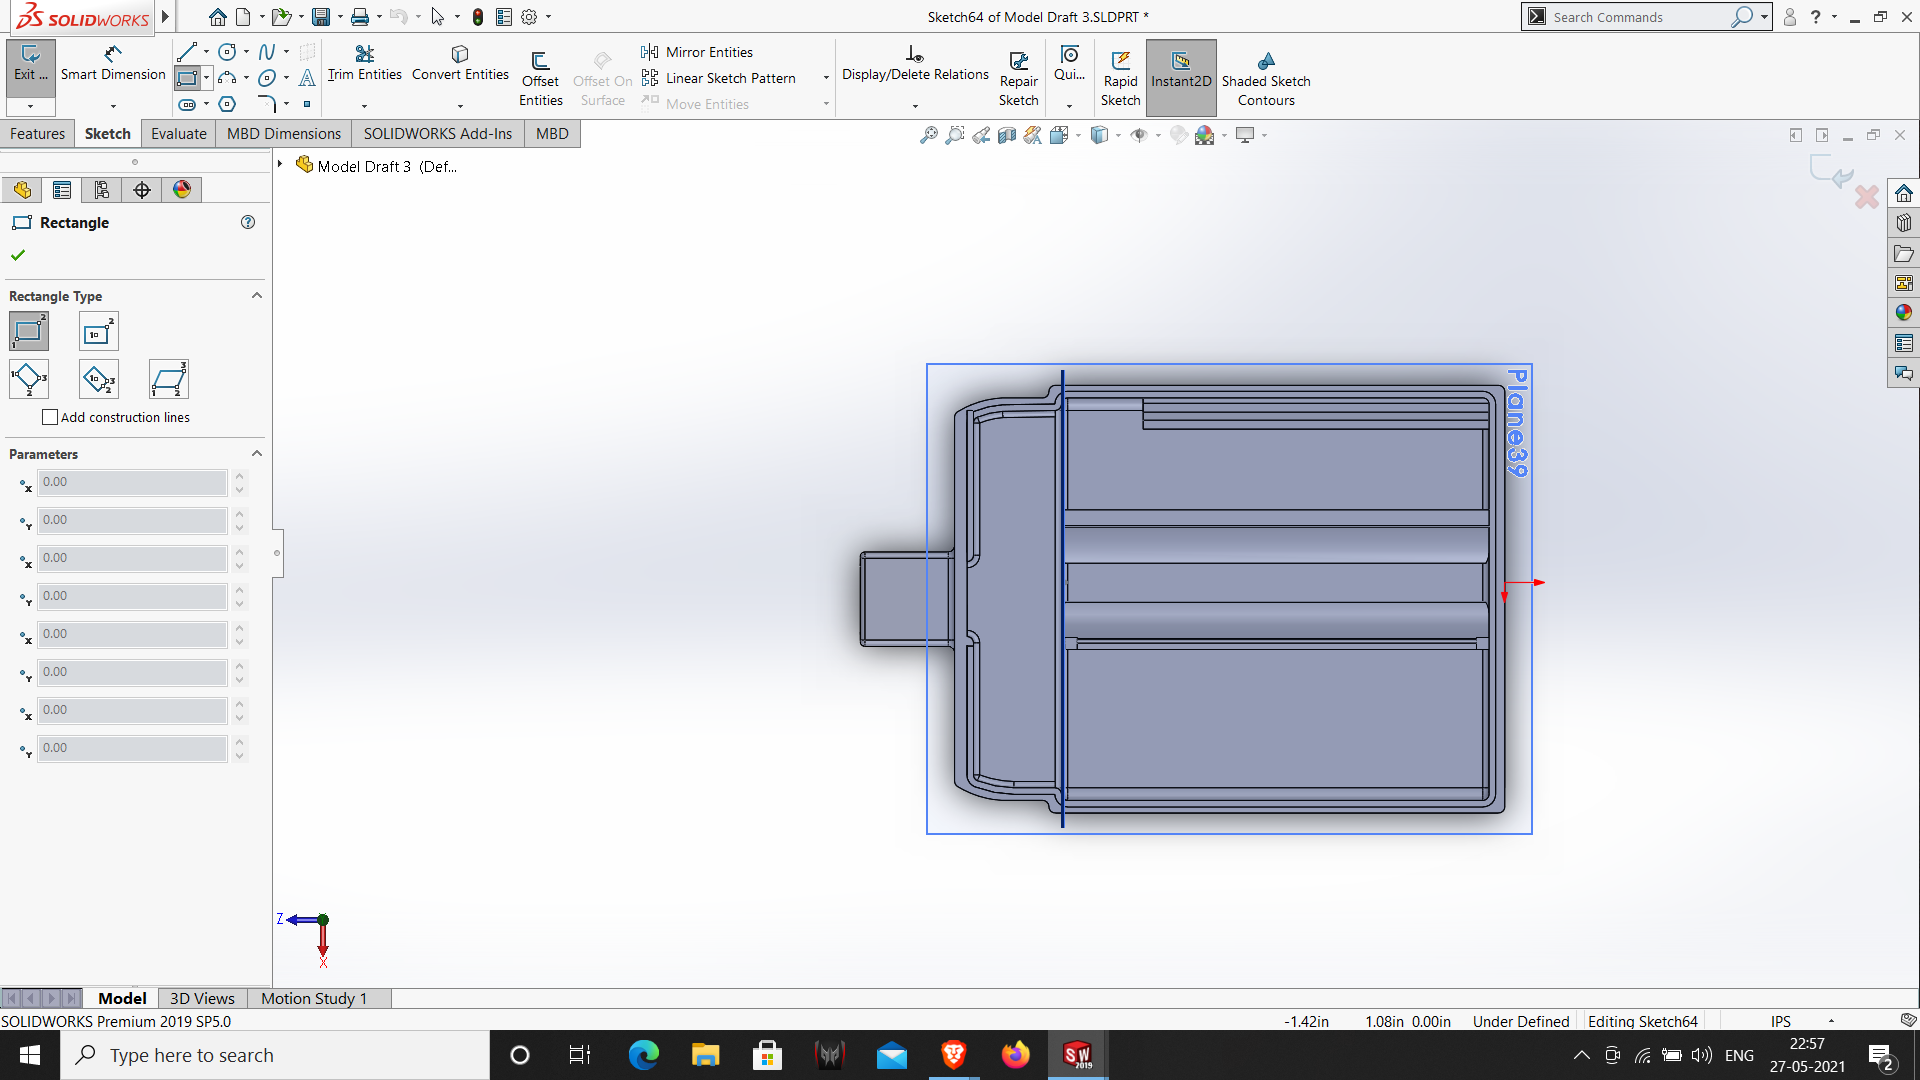 SOLIDWORKS
Sketch64 of Model Draft 3.SLDPRT *
Search Commands
Exit ...
Smart Dimension
Trim Entities
Convert Entities
Offset Entities
Offset On Surface
Mirror Entities
Linear Sketch Pattern
Move Entities
Display/Delete Relations
Repair Sketch
Qui...
Rapid Sketch
Instant2D
Shaded Sketch Contours
Features
Sketch
Evaluate
MBD Dimensions
SOLIDWORKS Add-Ins
MBD
Model Draft 3 (Def...
Rectangle
Rectangle Type
Add construction lines
Parameters
x 0.00
Y 0.00
x 0.00
Y 0.00
x 0.00
Y 0.00
x 0.00
Y 0.00
Plane39
Z
X
Model
3D Views
Motion Study 1
SOLIDWORKS Premium 2019 SP5.0
-1.42in
1.08in
0.00in
Under Defined
Editing Sketch64
IPS
Type here to search
SW
2019
ENG
22:57
27-05-2021
2